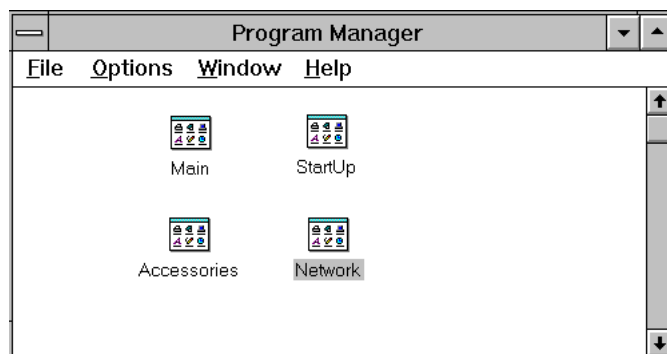 Program Manager
File Options Window Help
Main StartUp
Accessories Network